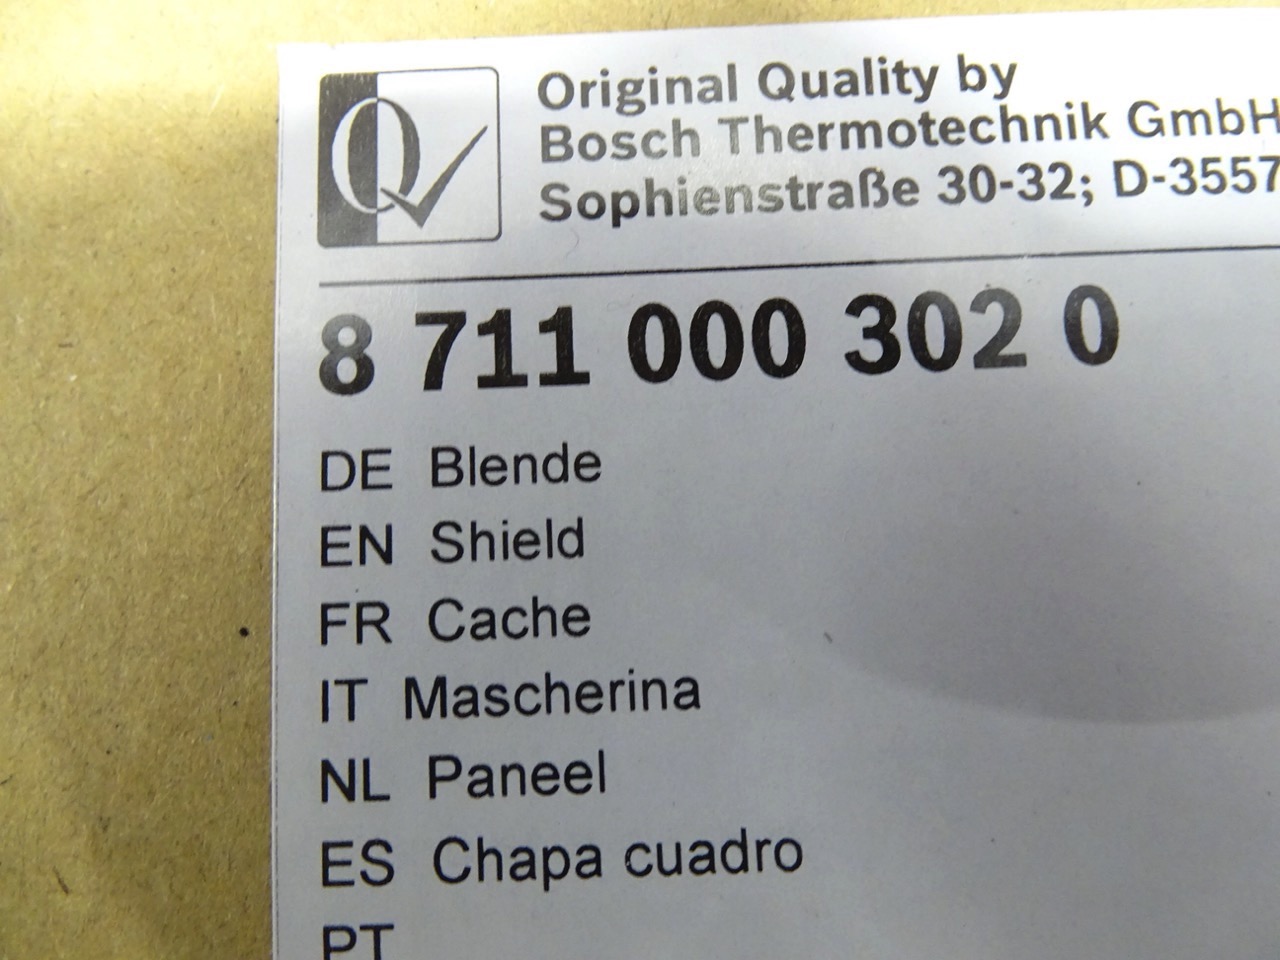 Q
Original Quality by
Bosch Thermotechnik GmbH
Sophienstraße 30-32; D-3557
8 711 000 302 0
DE Blende
EN Shield
FR Cache
IT Mascherina
NL Paneel
ES Chapa cuadro
PT